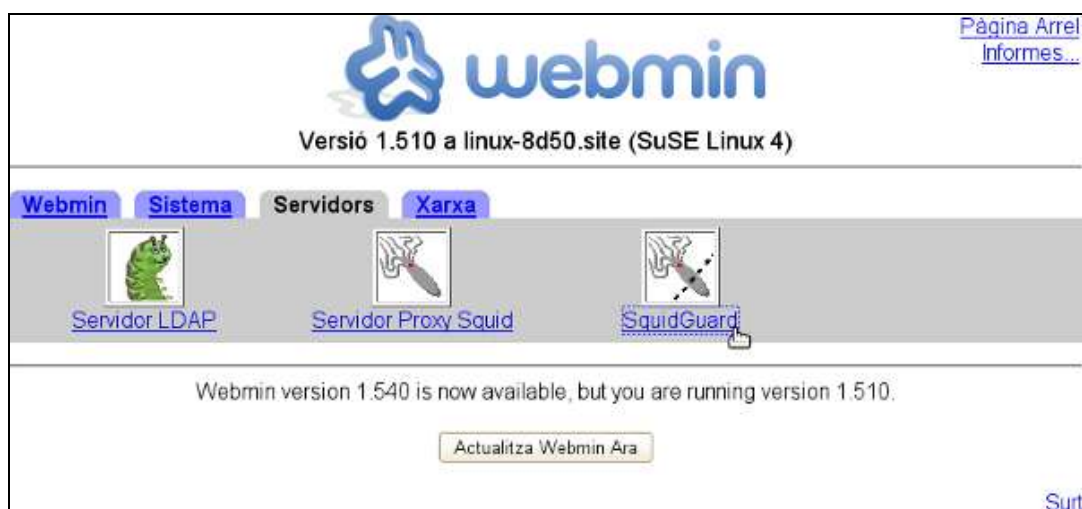 Pàgina Arrel
Informes...
webmin
Versió 1.510 a linux-8d50.site (SuSE Linux 4)
Webmin Sistema Servidors Xarxa
Servidor LDAP Servidor Proxy Squid SquidGuard
Webmin version 1.540 is now available, but you are running version 1.510.
Actualitza Webmin Ara
Surt